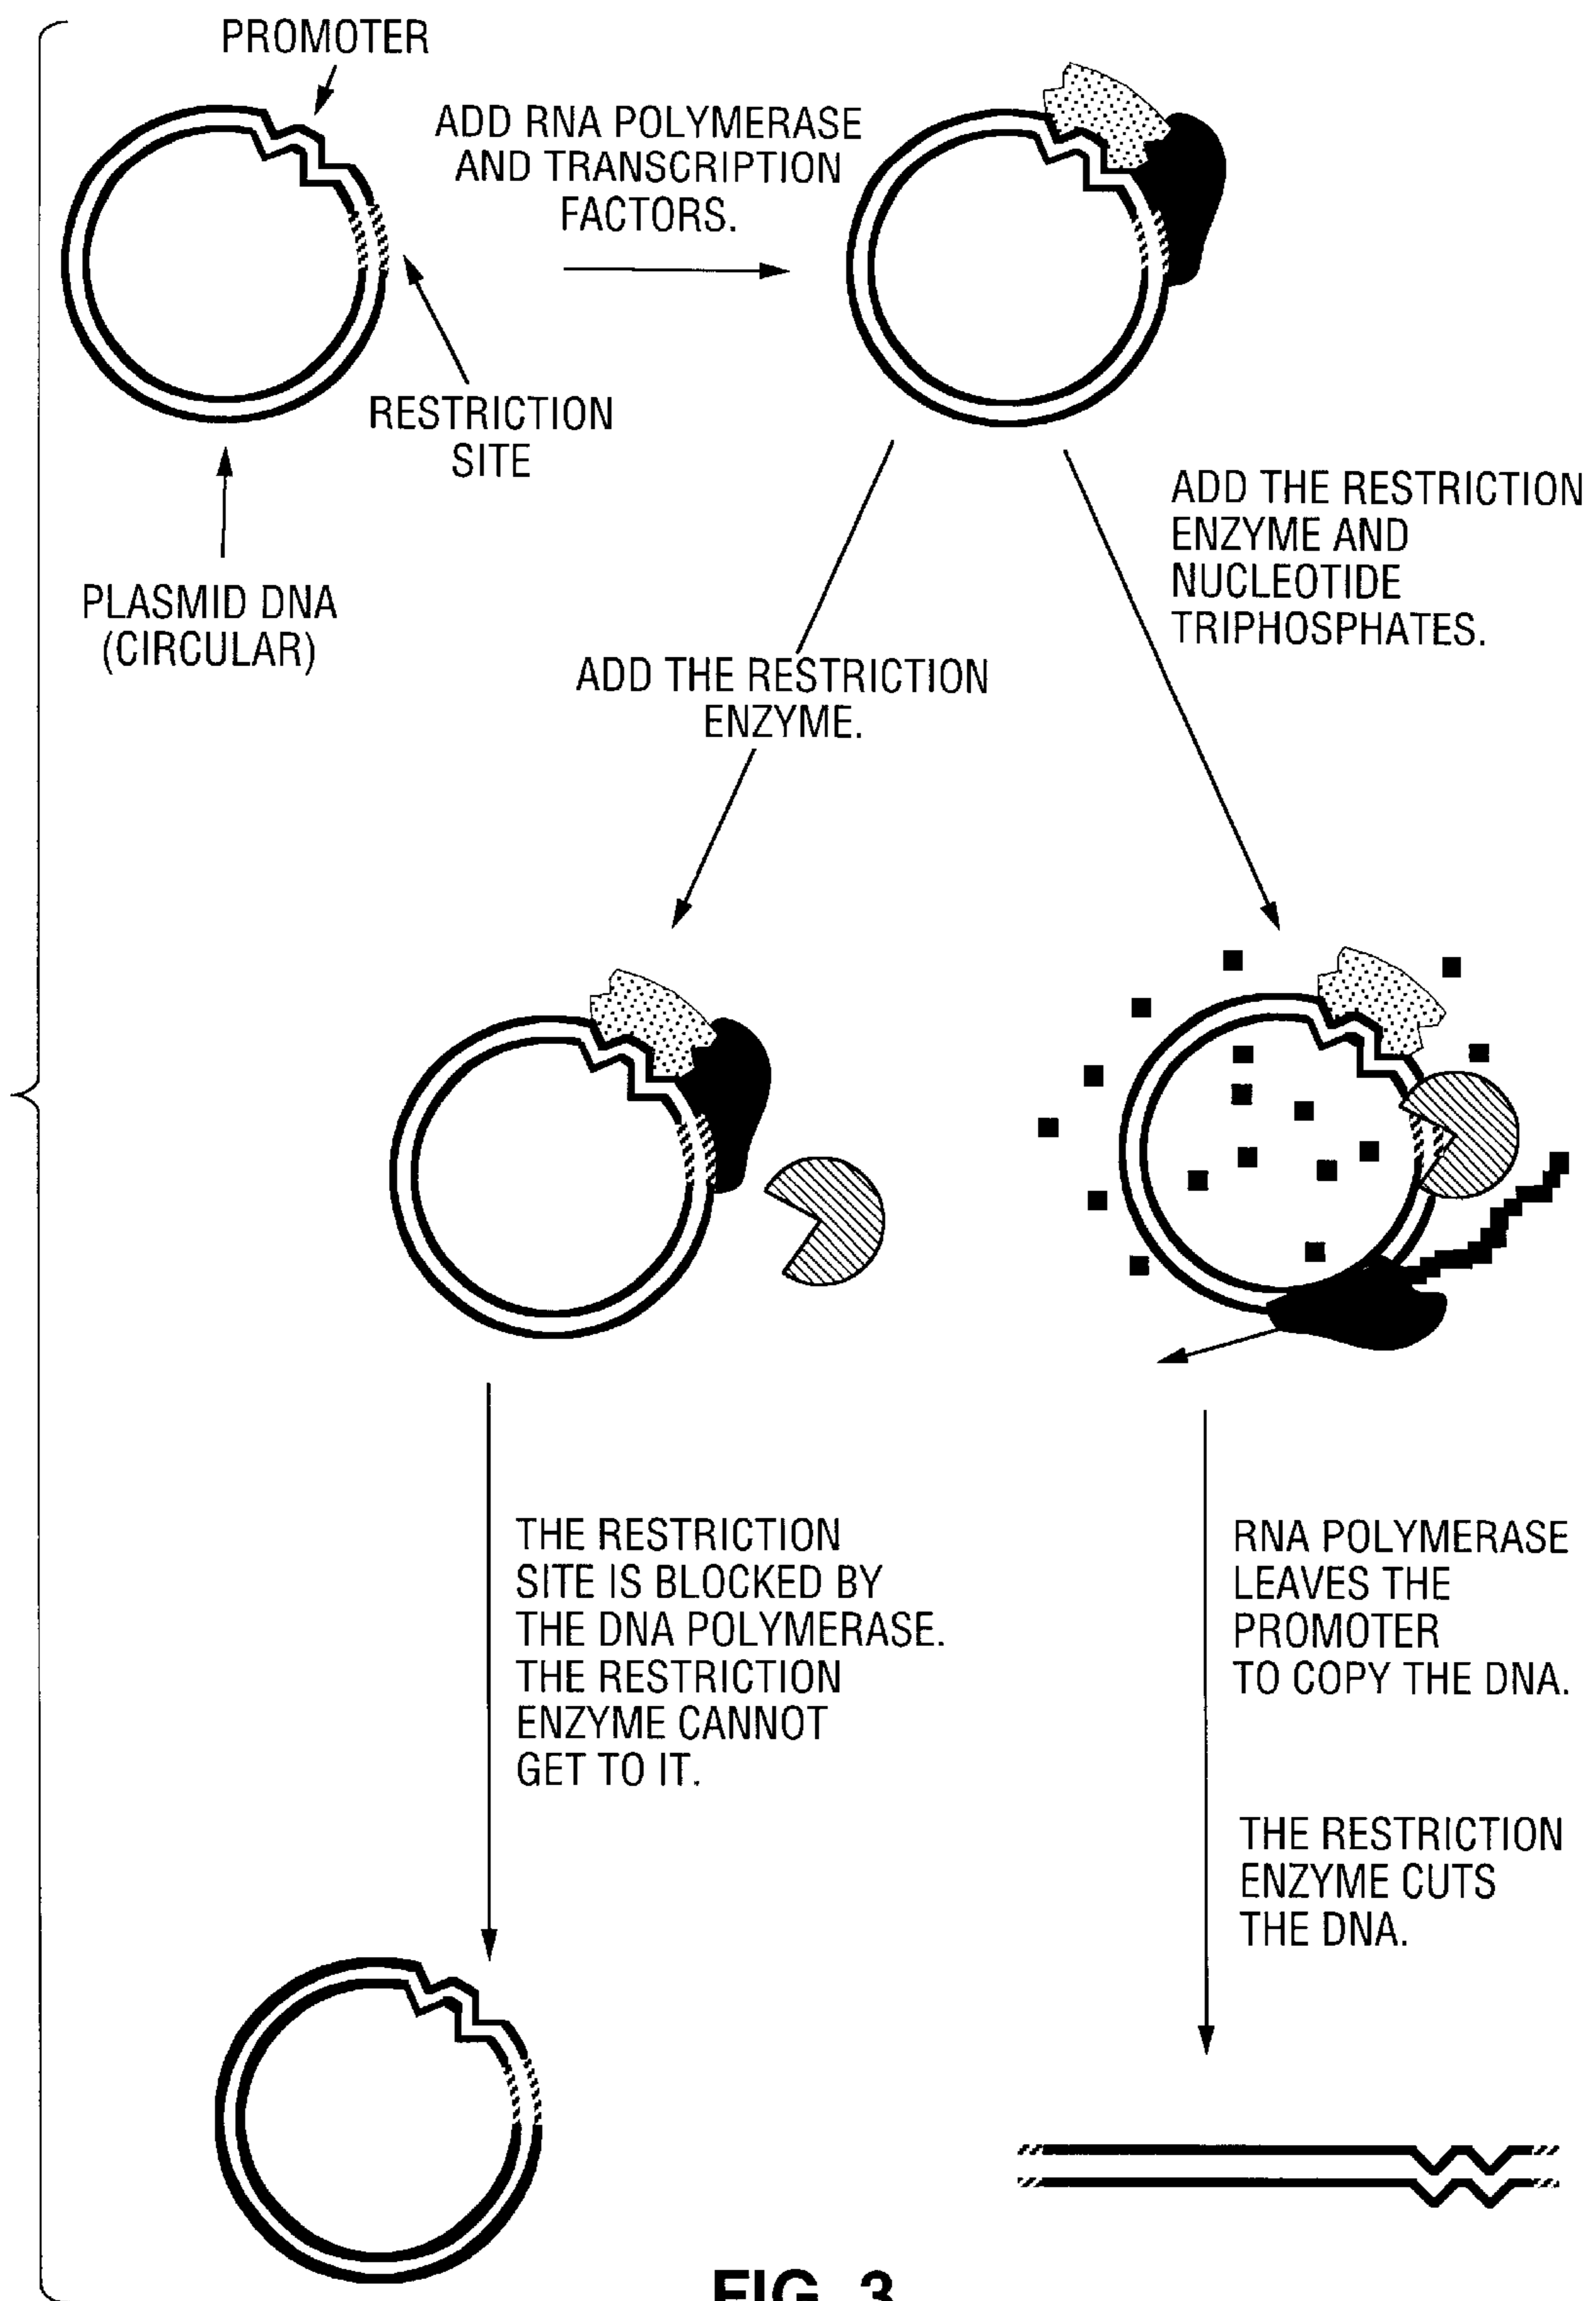 PROMOTER
ADD RNA POLYMERASE
AND TRANSCRIPTION
FACTORS.
RESTRICTION
SITE
PLASMID DNA
(CIRCULAR)
ADD THE RESTRICTION
ENZYME AND
NUCLEOTIDE
TRIPHOSPHATES.
ADD THE RESTRICTION
ENZYME.
THE RESTRICTION
SITE IS BLOCKED BY
THE DNA POLYMERASE.
THE RESTRICTION
ENZYME CANNOT
GET TO IT.
RNA POLYMERASE
LEAVES THE
PROMOTER
TO COPY THE DNA.
THE RESTRICTION
ENZYME CUTS
THE DNA.
FIG. 3